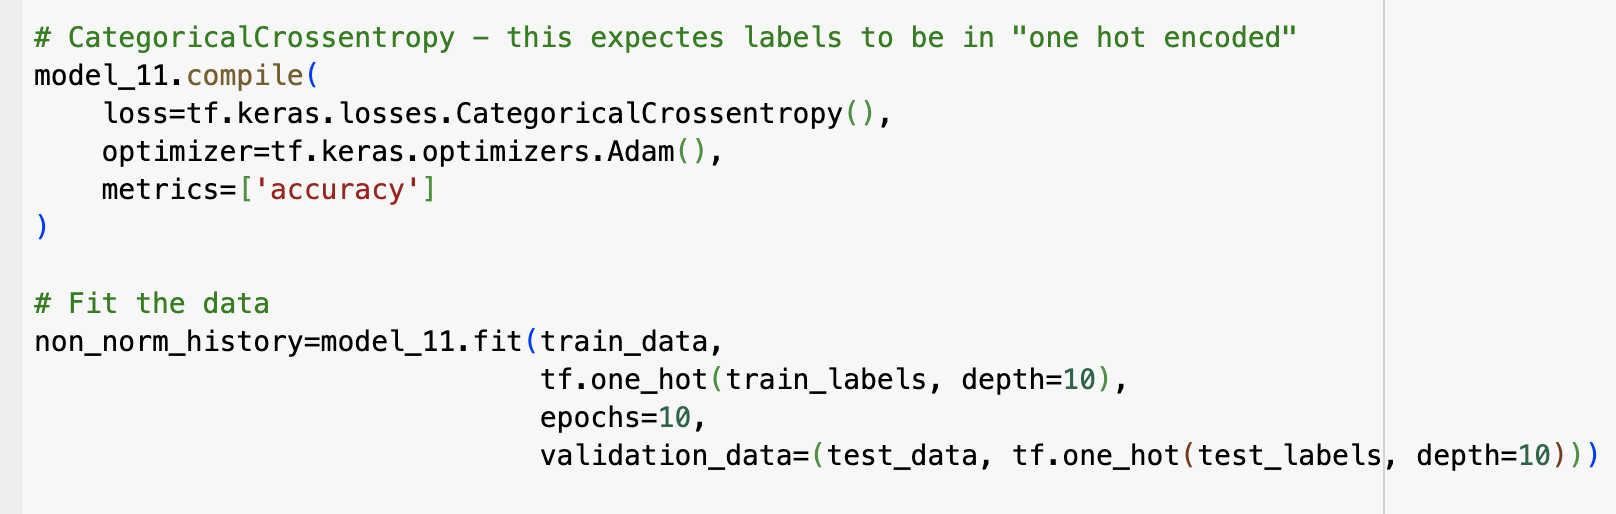 # CategoricalCrossentropy – this expectes labels to be in "one hot encoded"
model_11.compile(
    loss=tf.keras.losses.CategoricalCrossentropy(),
    optimizer=tf.keras.optimizers.Adam(),
    metrics=['accuracy']
)

# Fit the data
non_norm_history=model_11.fit(train_data,
                              tf.one_hot(train_labels, depth=10),
                              epochs=10,
                              validation_data=(test_data, tf.one_hot(test_labels, depth=10)))